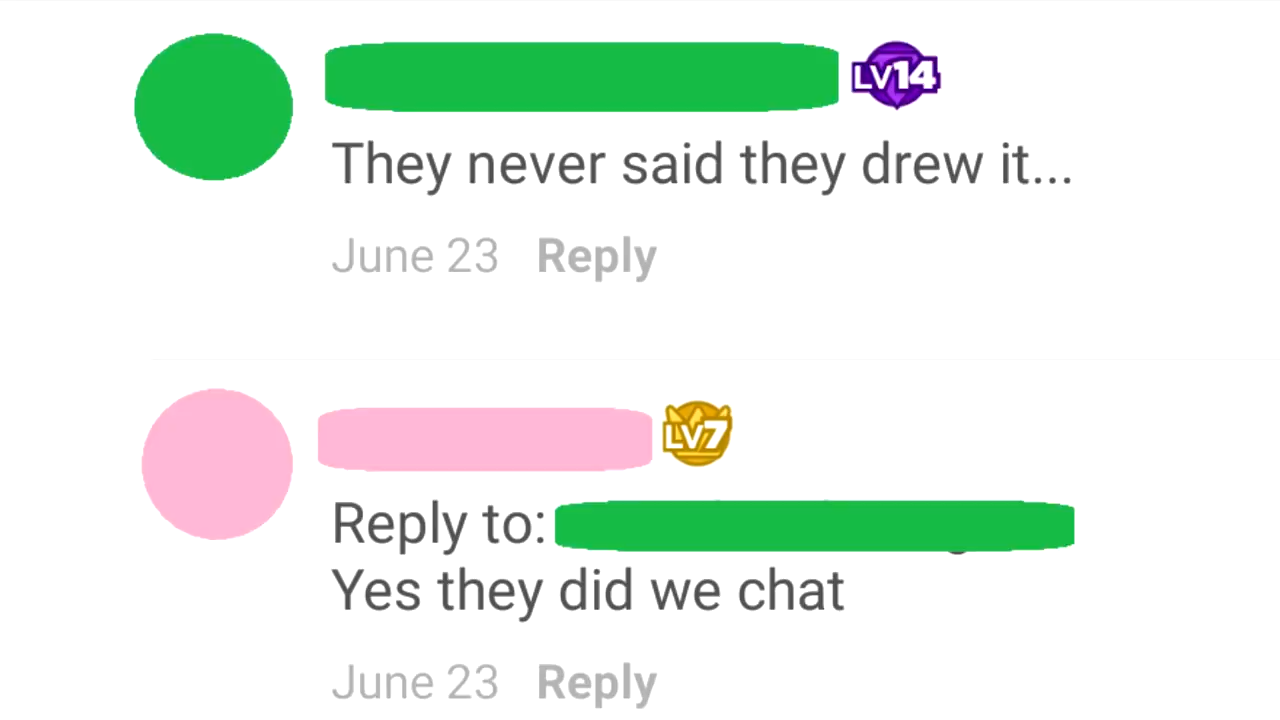 LV14
They never said they drew it...
June 23 Reply
LV7
Reply to:
Yes they did we chat
June 23 Reply